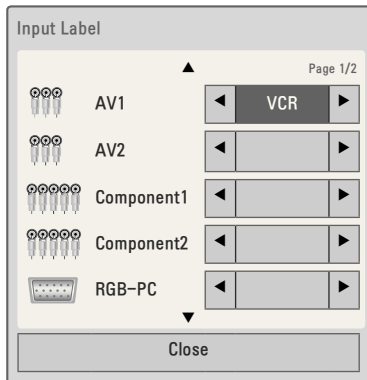 Input Label
Page 1/2
AV1
VCR
AV2
Component1
Component2
RGB-PC
Close